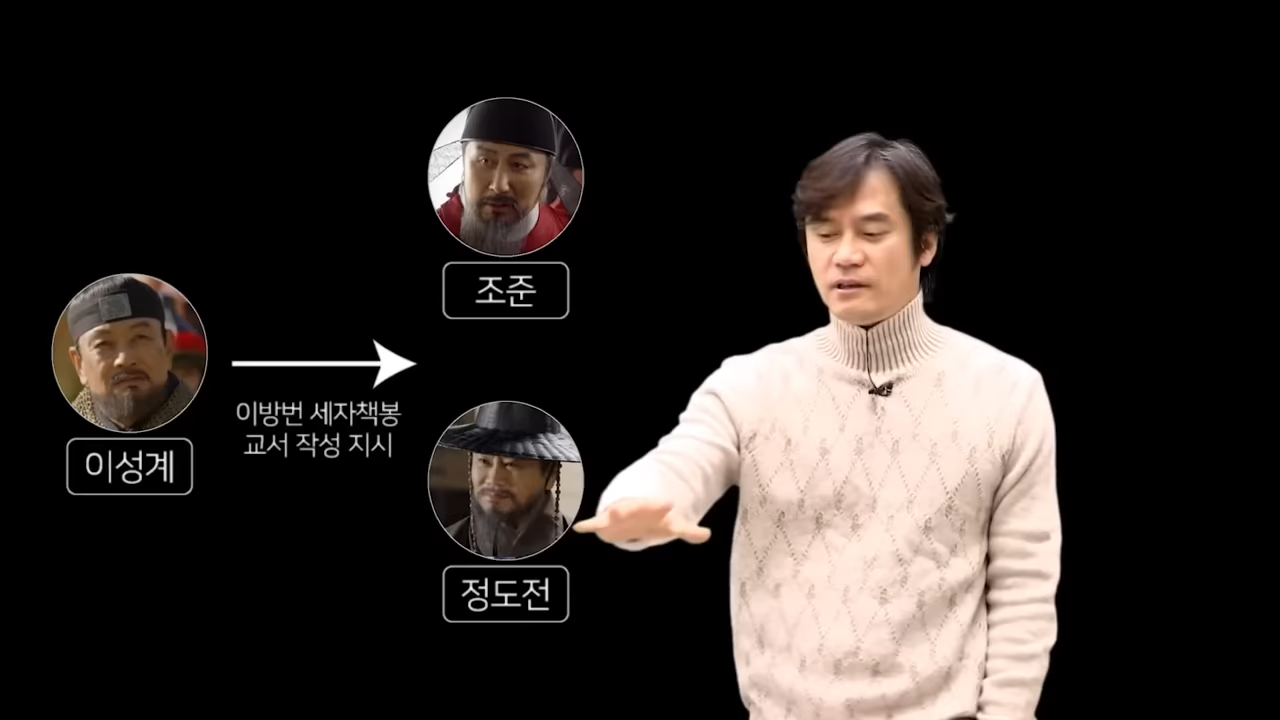 조준
이성계
이방번 세자책봉
교서 작성 지시
정도전